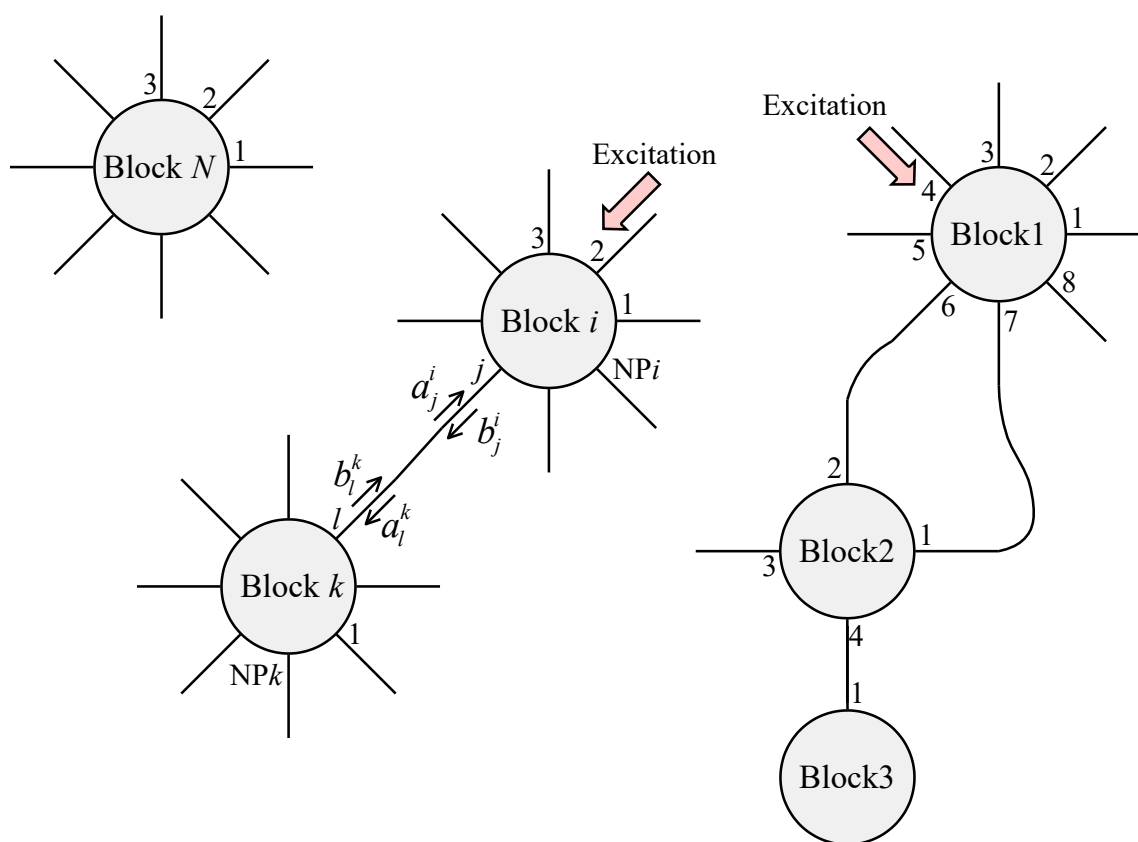 3
2
Block N
1
Excitation
3
2
Block i
1
j
NPi
a_j^i
b_j^i
b_l^k
l
a_l^k
Block k
1
NPk
Excitation
3
2
4
1
Block1
5
8
6
7
2
Block2
1
3
4
1
Block3